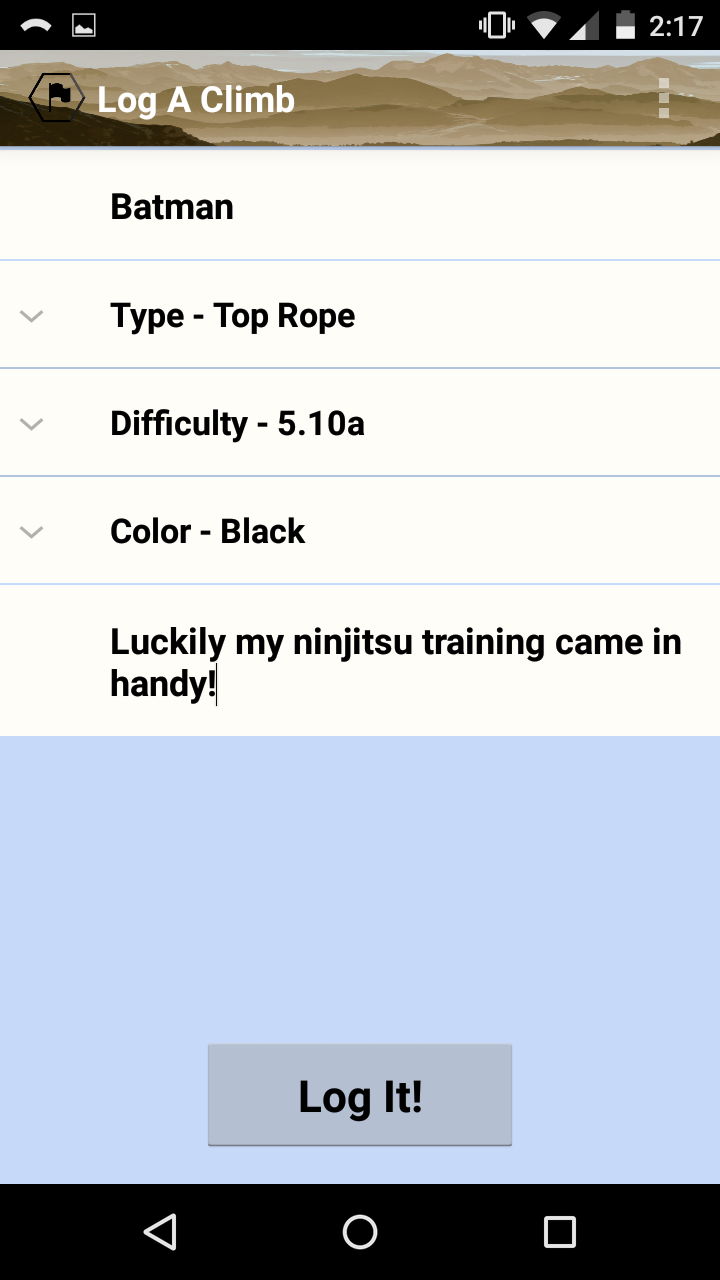 2:17
Log A Climb
Batman
Type - Top Rope
Difficulty - 5.10a
Color - Black
Luckily my ninjitsu training came in
handy!
Log It!